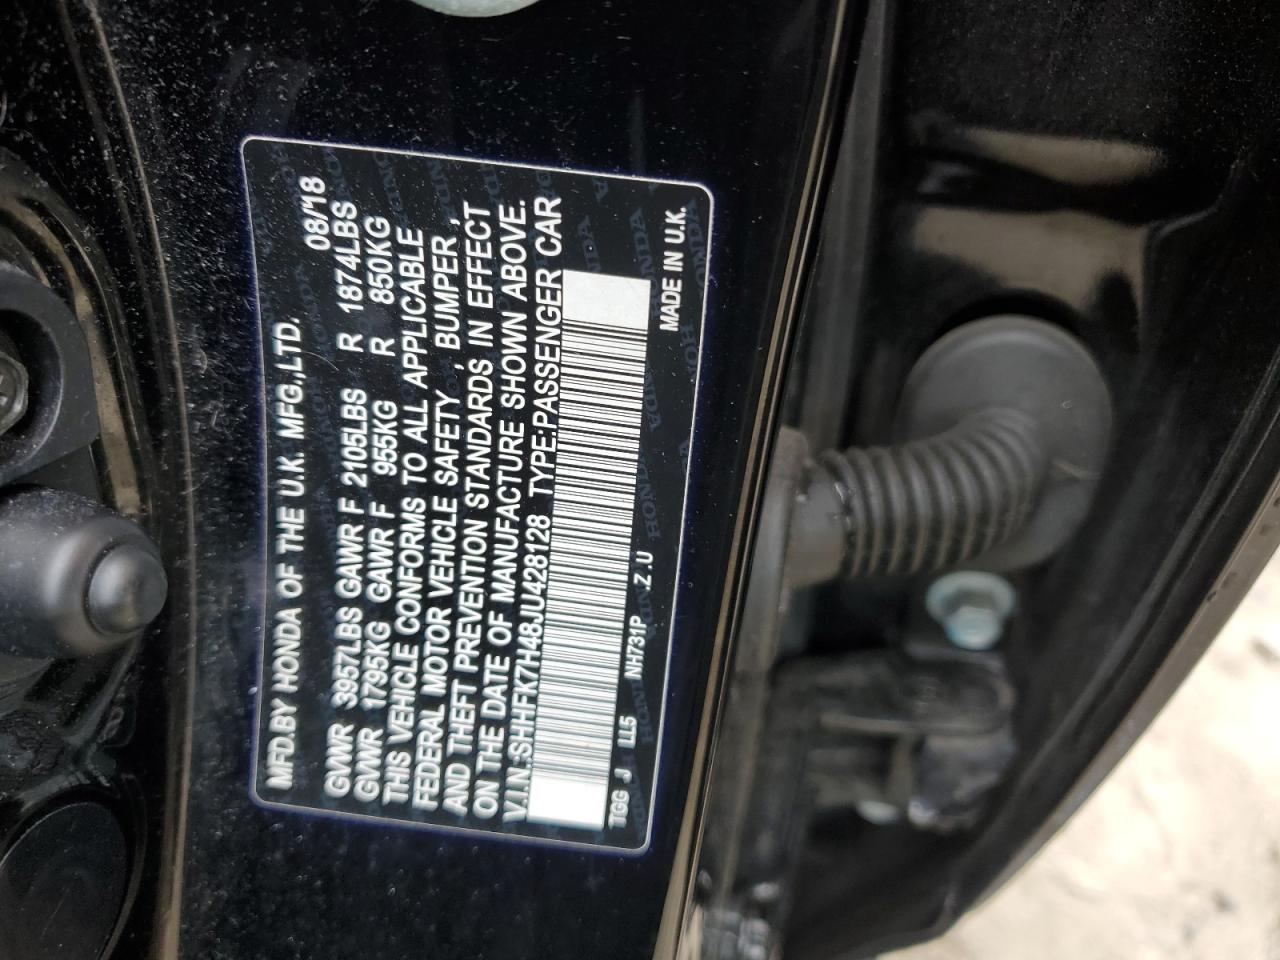 MFD.BY HONDA OF THE U.K. MFG.,LTD. 08/'18
GVWR 3957LBS GAWR F 2105LBS R 1874LBS
GVWR 1795KG GAWR F 955KG R 850KG
THIS VEHICLE CONFORMS TO ALL APPLICABLE
FEDERAL MOTOR VEHICLE SAFETY , BUMPER ,
AND THEFT PREVENTION STANDARDS IN EFFECT
ON THE DATE OF MANUFACTURE SHOWN ABOVE.
V.I.N.:SHHFK7H48JU428128 TYPE:PASSENGER CAR
TGG J LL5 NH731P .Z.U MADE IN U.K.